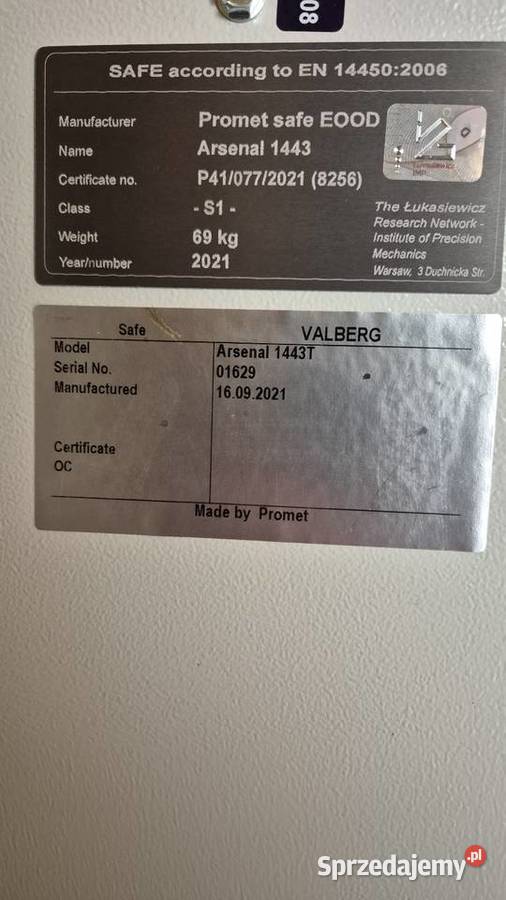 08
SAFE according to EN 14450:2006
Manufacturer Promet safe EOOD
Name Arsenal 1443
Certificate no. P41/077/2021 (8256)
Class - S1 -
Weight 69 kg
Year/number 2021
The Łukasiewicz
Research Network -
Institute of Precision
Mechanics
Warsaw, 3 Duchnicka Str.
Safe VALBERG
Model Arsenal 1443T
Serial No. 01629
Manufactured 16.09.2021
Certificate
OC
Made by Promet
Sprzedajemy.pl